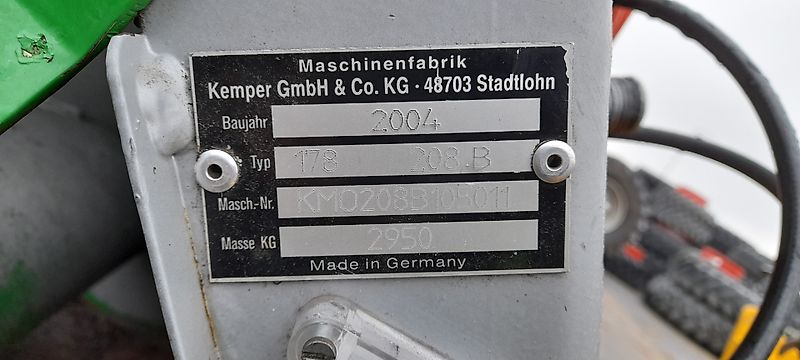 Maschinenfabrik
Kemper GmbH & Co. KG · 48703 Stadtlohn
Baujahr 2004
Typ 178 208.B
Masch.-Nr. KMO208B10B011
Masse KG 2950
Made in Germany